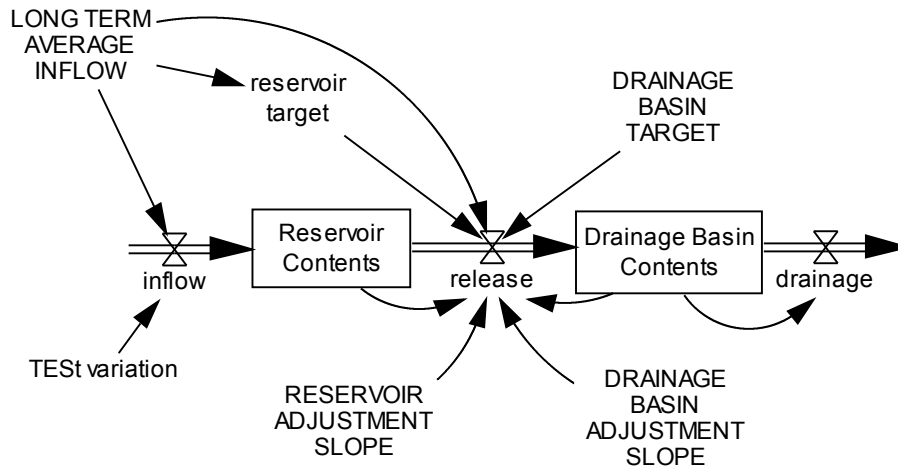 LONG TERM
AVERAGE
INFLOW
reservoir
target
DRAINAGE
BASIN
TARGET
Reservoir
Contents
Drainage Basin
Contents
inflow
release
drainage
TESt variation
RESERVOIR
ADJUSTMENT
SLOPE
DRAINAGE
BASIN
ADJUSTMENT
SLOPE